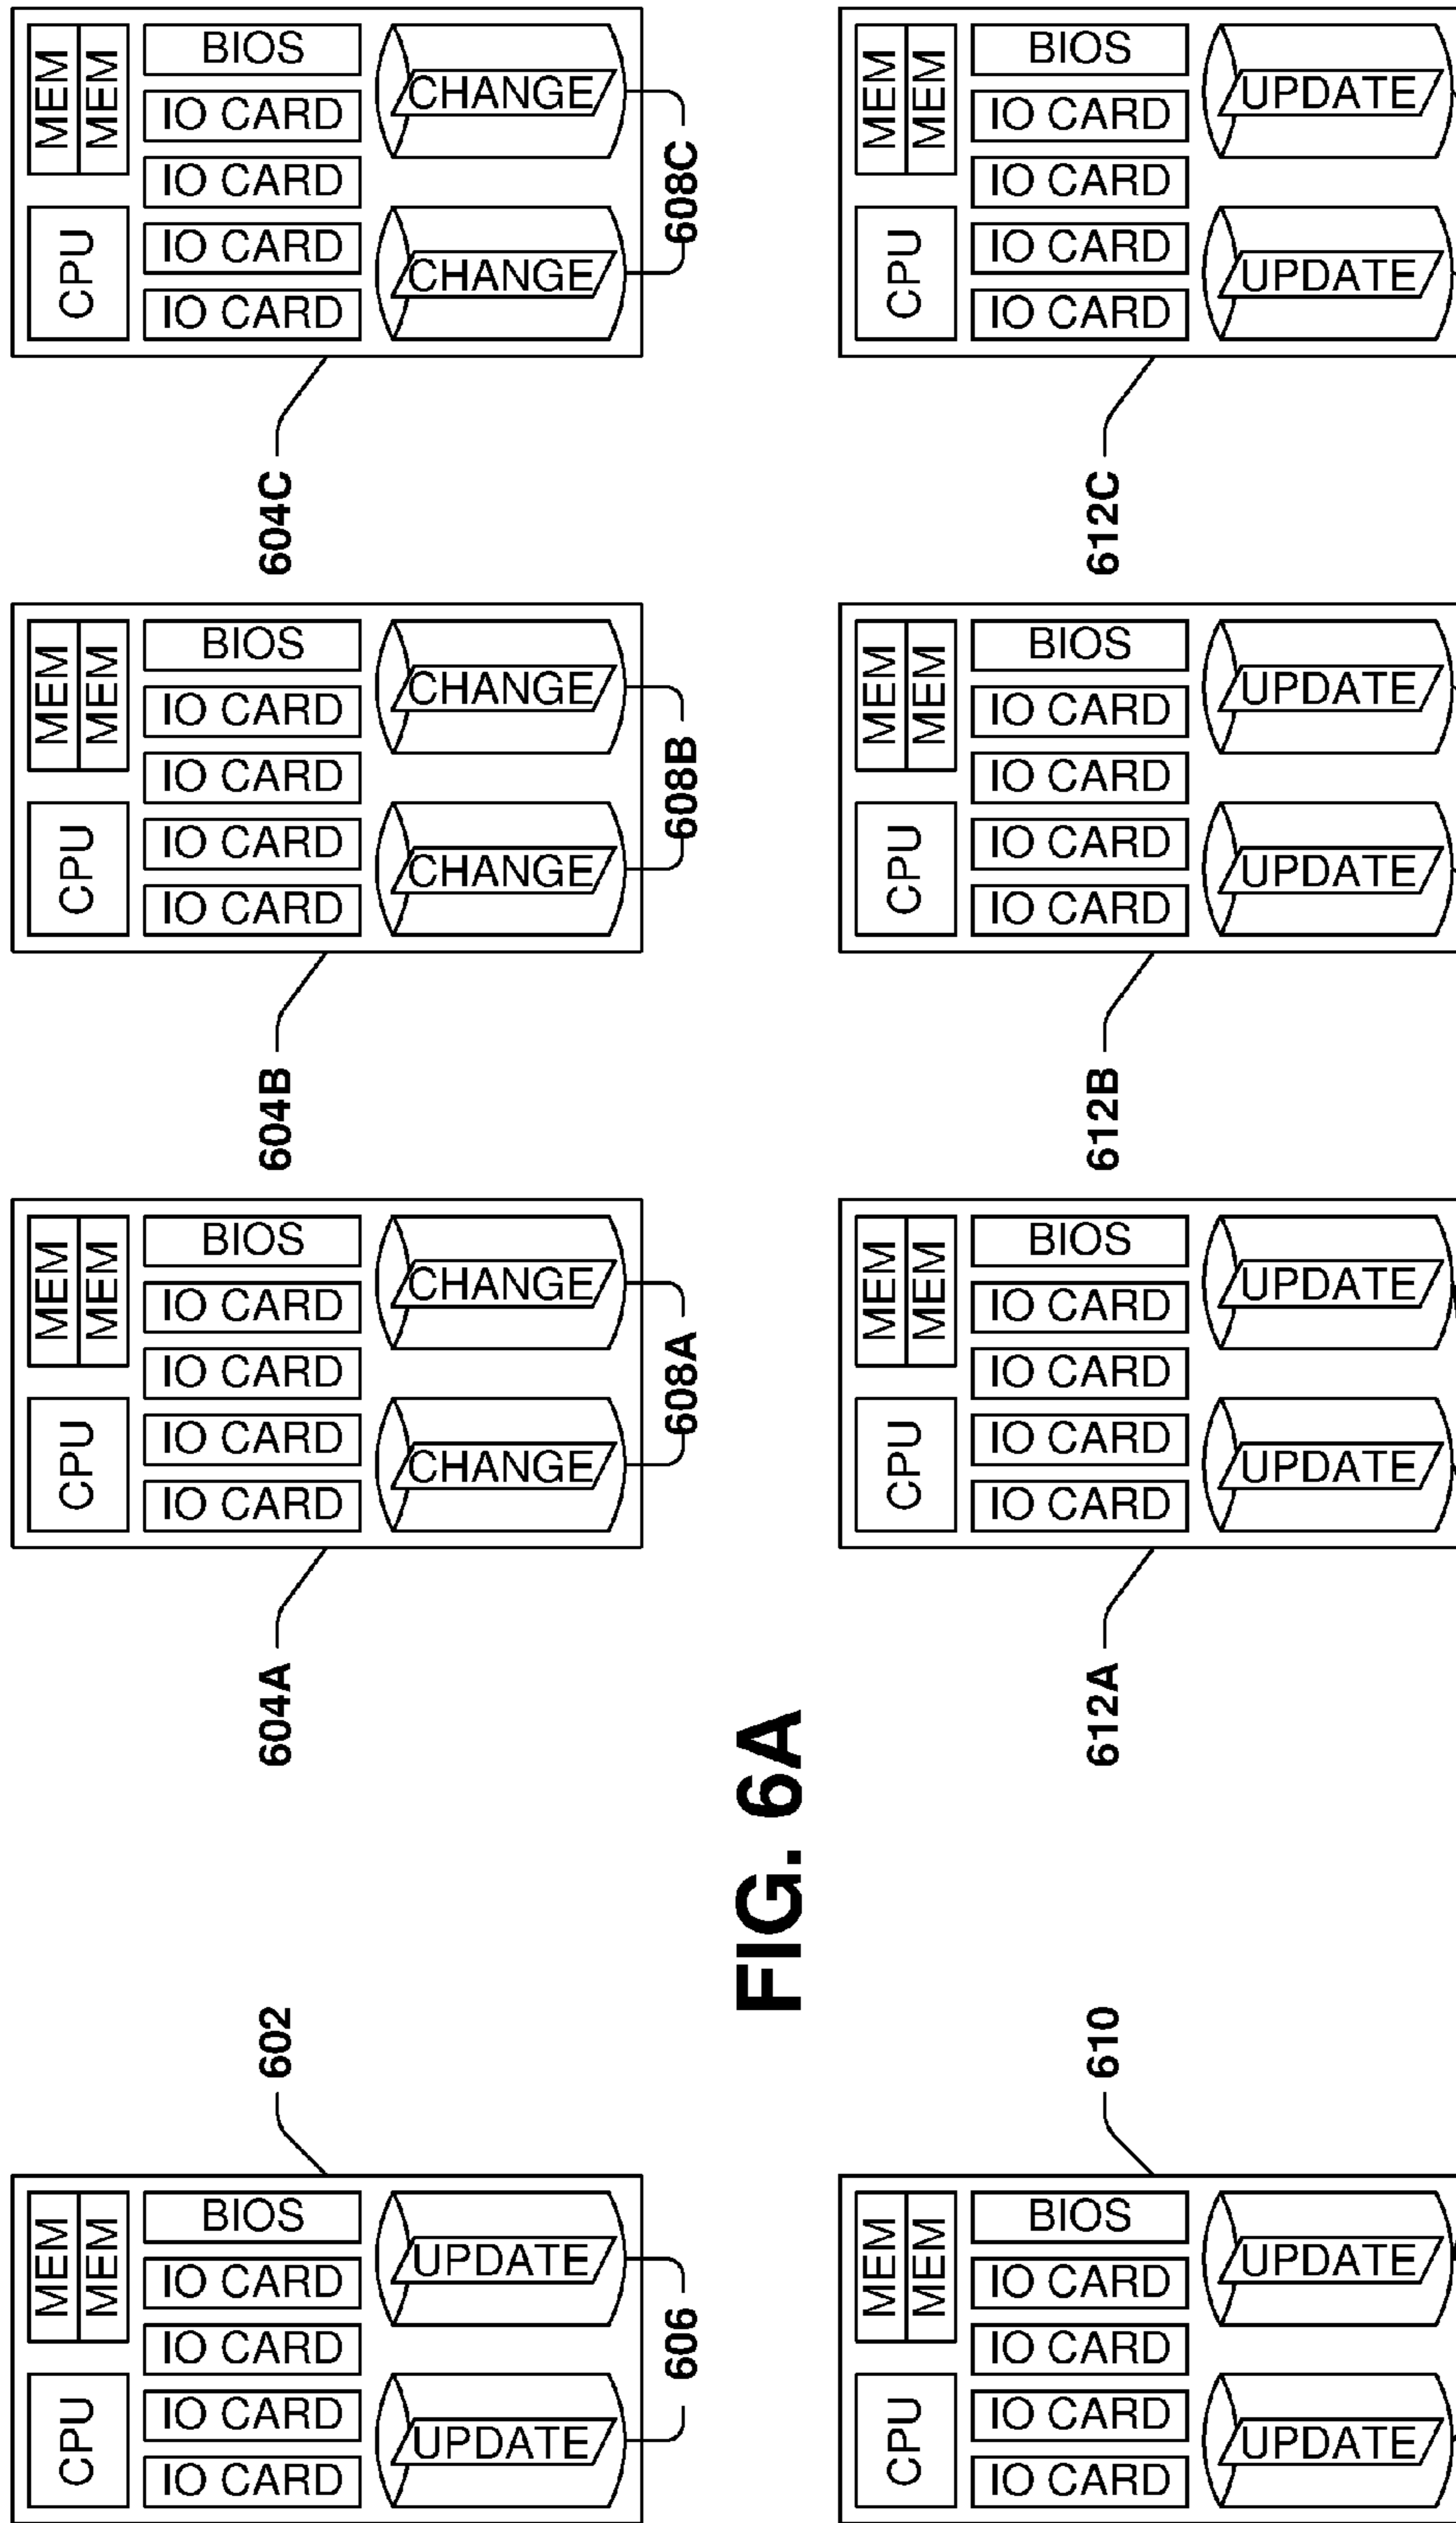 CPU
MEM
MEM
IO CARD
IO CARD
IO CARD
IO CARD
BIOS
UPDATE
UPDATE
602
606
CPU
MEM
MEM
IO CARD
IO CARD
IO CARD
IO CARD
BIOS
CHANGE
CHANGE
604A
608A
CPU
MEM
MEM
IO CARD
IO CARD
IO CARD
IO CARD
BIOS
CHANGE
CHANGE
604B
608B
CPU
MEM
MEM
IO CARD
IO CARD
IO CARD
IO CARD
BIOS
CHANGE
CHANGE
604C
608C
FIG. 6A
CPU
MEM
MEM
IO CARD
IO CARD
IO CARD
IO CARD
BIOS
UPDATE
UPDATE
610
CPU
MEM
MEM
IO CARD
IO CARD
IO CARD
IO CARD
BIOS
UPDATE
UPDATE
612A
CPU
MEM
MEM
IO CARD
IO CARD
IO CARD
IO CARD
BIOS
UPDATE
UPDATE
612B
CPU
MEM
MEM
IO CARD
IO CARD
IO CARD
IO CARD
BIOS
UPDATE
UPDATE
612C